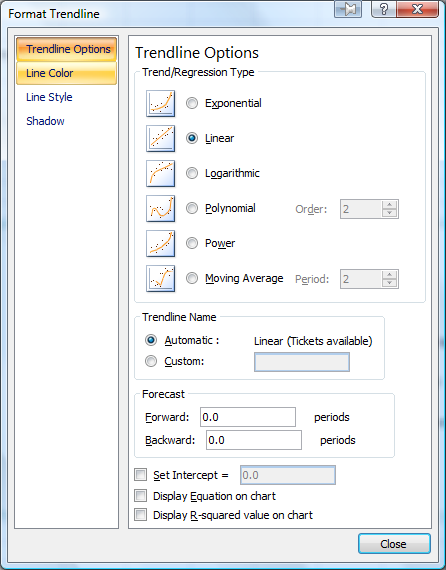 Format Trendline
?
Trendline Options
Line Color
Line Style
Shadow
Trendline Options
Trend/Regression Type
Exponential
Linear
Logarithmic
Polynomial Order: 2
Power
Moving Average Period: 2
Trendline Name
Automatic : Linear (Tickets available)
Custom:
Forecast
Forward: 0.0 periods
Backward: 0.0 periods
Set Intercept = 0.0
Display Equation on chart
Display R-squared value on chart
Close